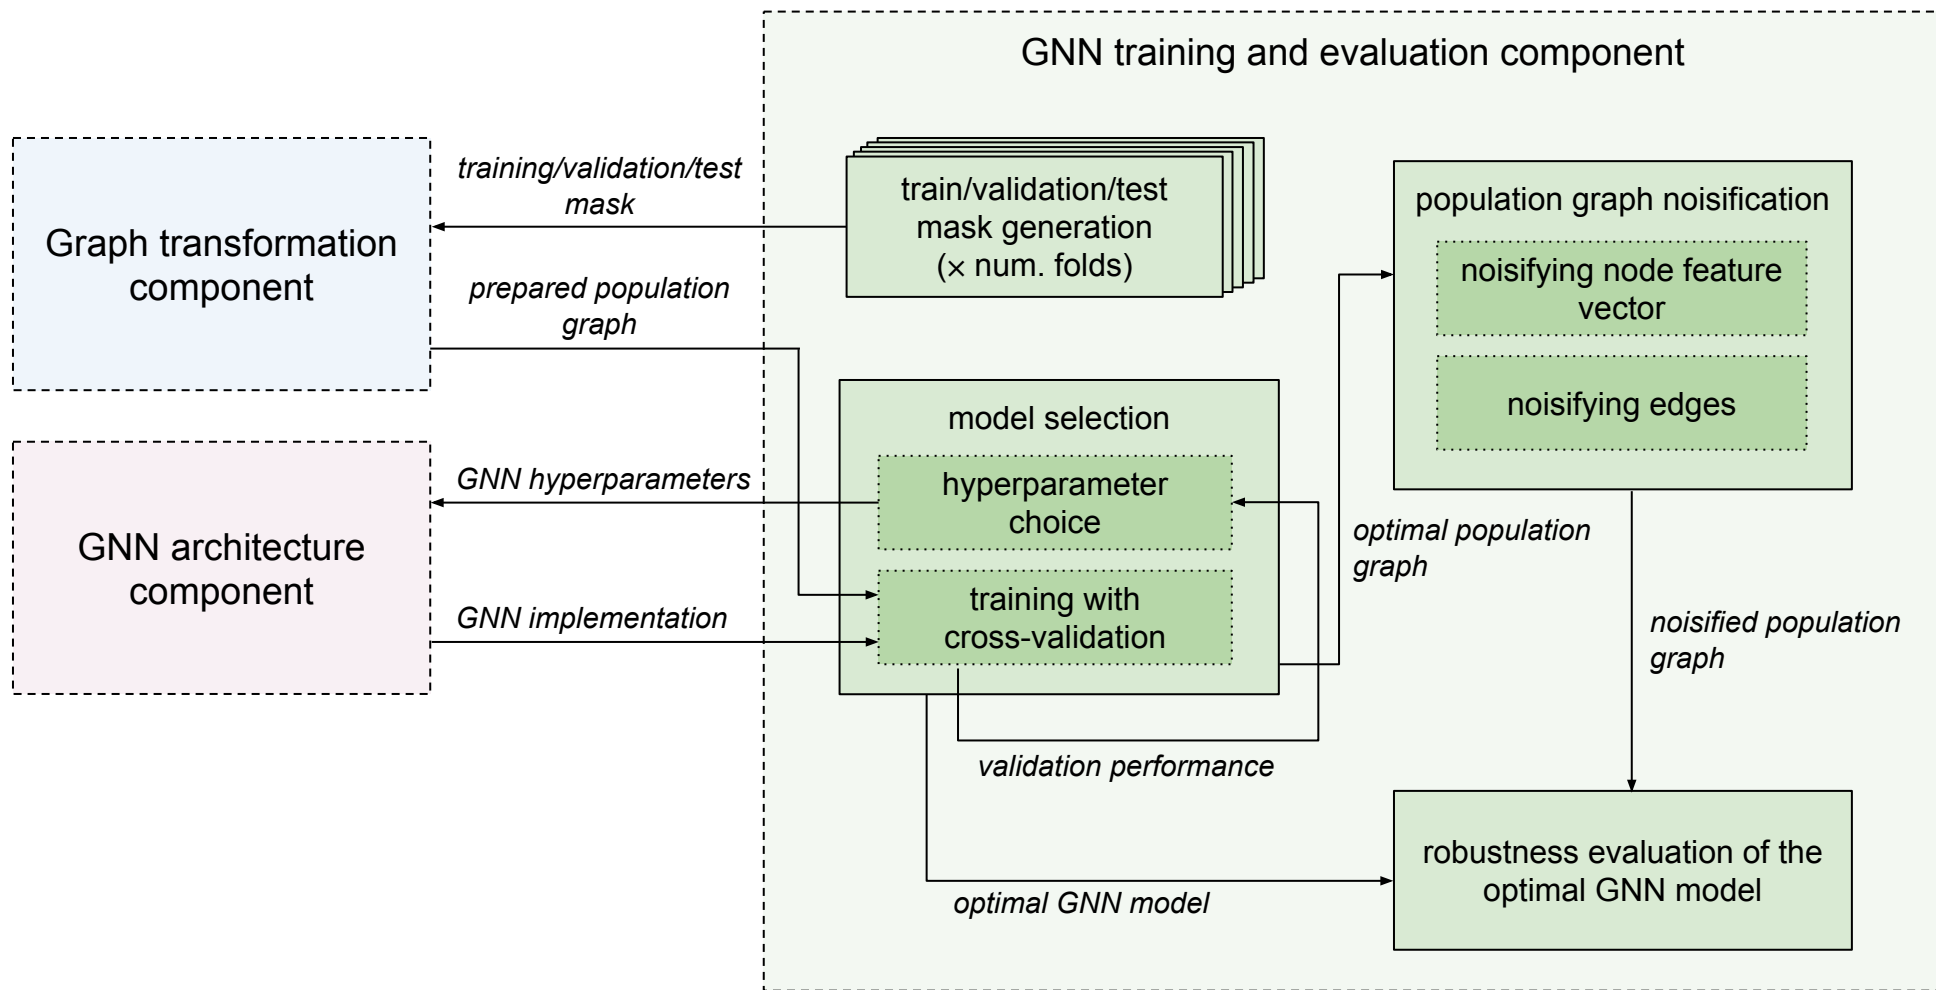 GNN training and evaluation component
Graph transformation
component
training/validation/test
mask
prepared population
graph
train/validation/test
mask generation
(× num. folds)
population graph noisification
noisifying node feature
vector
noisifying edges
GNN architecture
component
GNN hyperparameters
GNN implementation
model selection
hyperparameter
choice
training with
cross-validation
validation performance
optimal population
graph
noisified population
graph
optimal GNN model
robustness evaluation of the
optimal GNN model